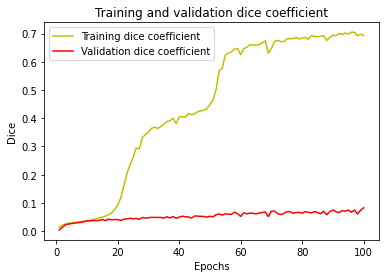 Training and validation dice coefficient
Training dice coefficient
Validation dice coefficient
Dice
0.7
0.6
0.5
0.4
0.3
0.2
0.1
0.0
0
20
40
60
80
100
Epochs